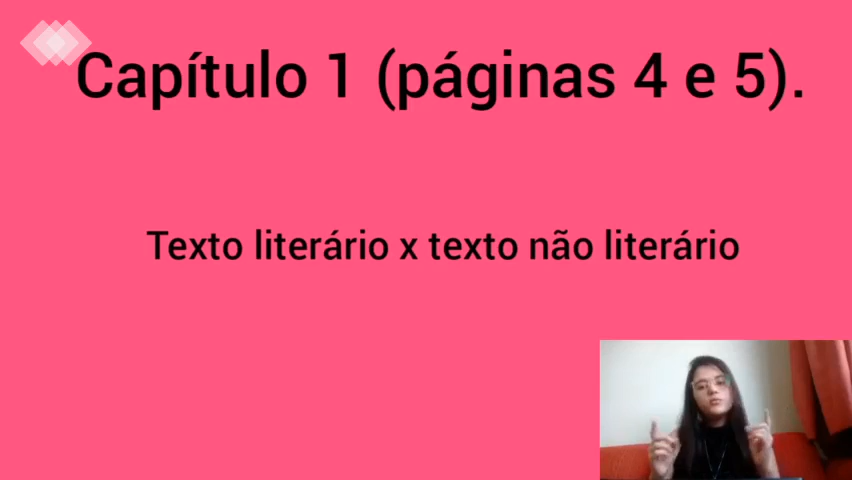 Capítulo 1 (páginas 4 e 5).
Texto literário x texto não literário